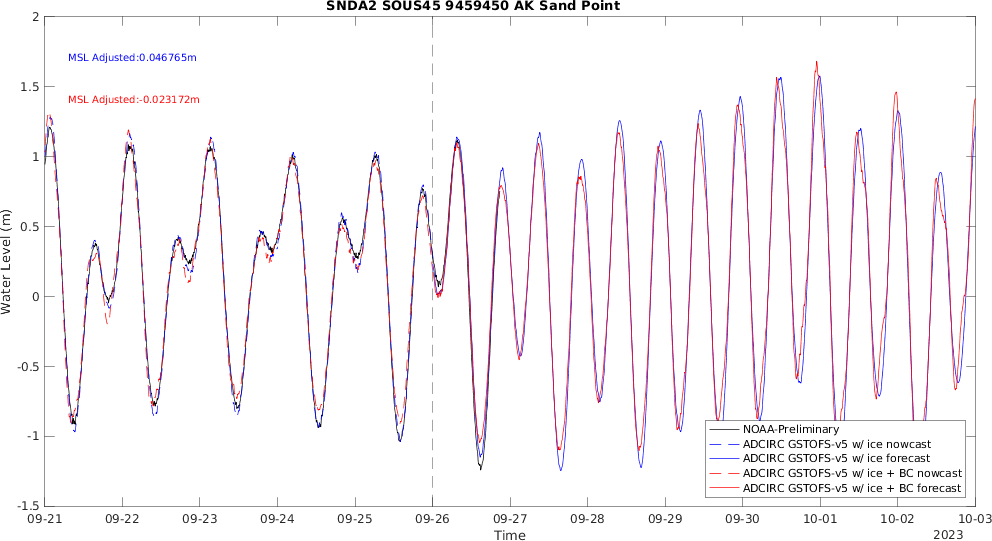 SNDA2 SOUS45 9459450 AK Sand Point
MSL Adjusted:0.046765m
MSL Adjusted:-0.023172m
Water Level (m)
2
1.5
1
0.5
0
-0.5
-1
-1.5
NOAA-Preliminary
ADCIRC GSTOFS-v5 w/ ice nowcast
ADCIRC GSTOFS-v5 w/ ice forecast
ADCIRC GSTOFS-v5 w/ ice + BC nowcast
ADCIRC GSTOFS-v5 w/ ice + BC forecast
09-21 09-22 09-23 09-24 09-25 09-26 09-27 09-28 09-29 09-30 10-01 10-02 10-03
Time
2023